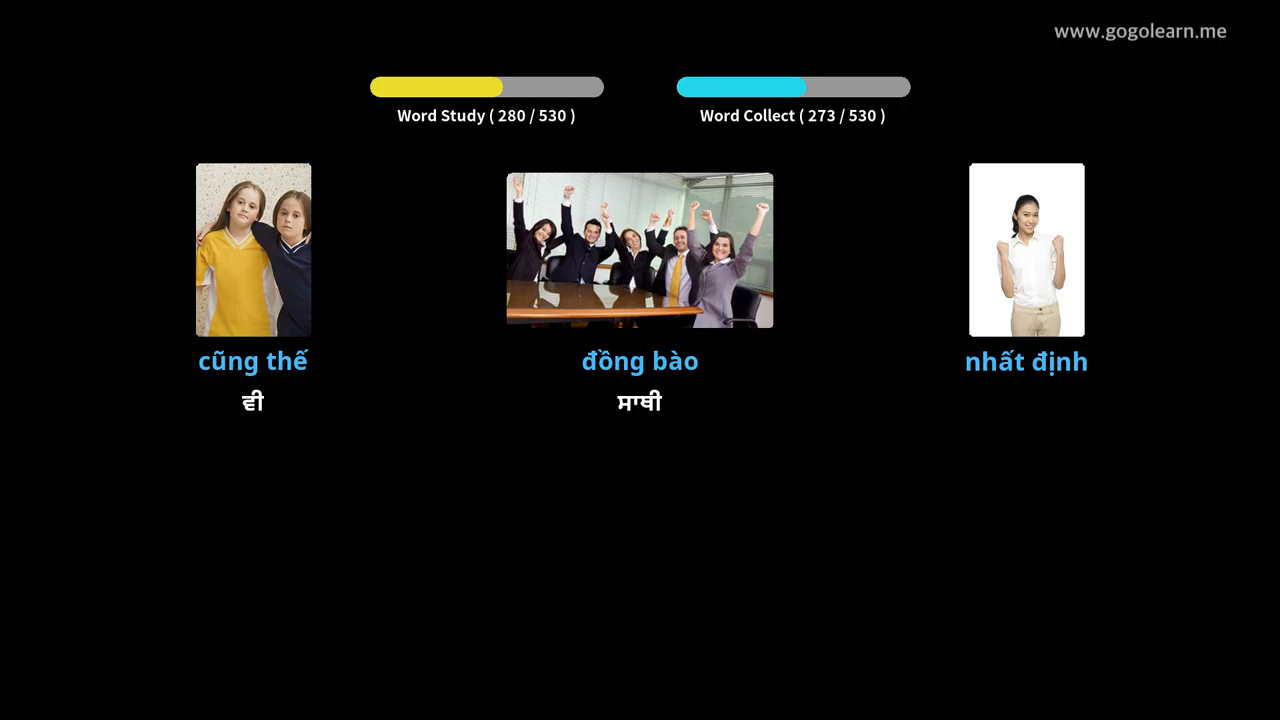 www.gogolearn.me
Word Study ( 280 / 530 )
Word Collect ( 273 / 530 )
cũng thế
đồng bào
nhất định
ਵੀ
ਸਾਥੀ